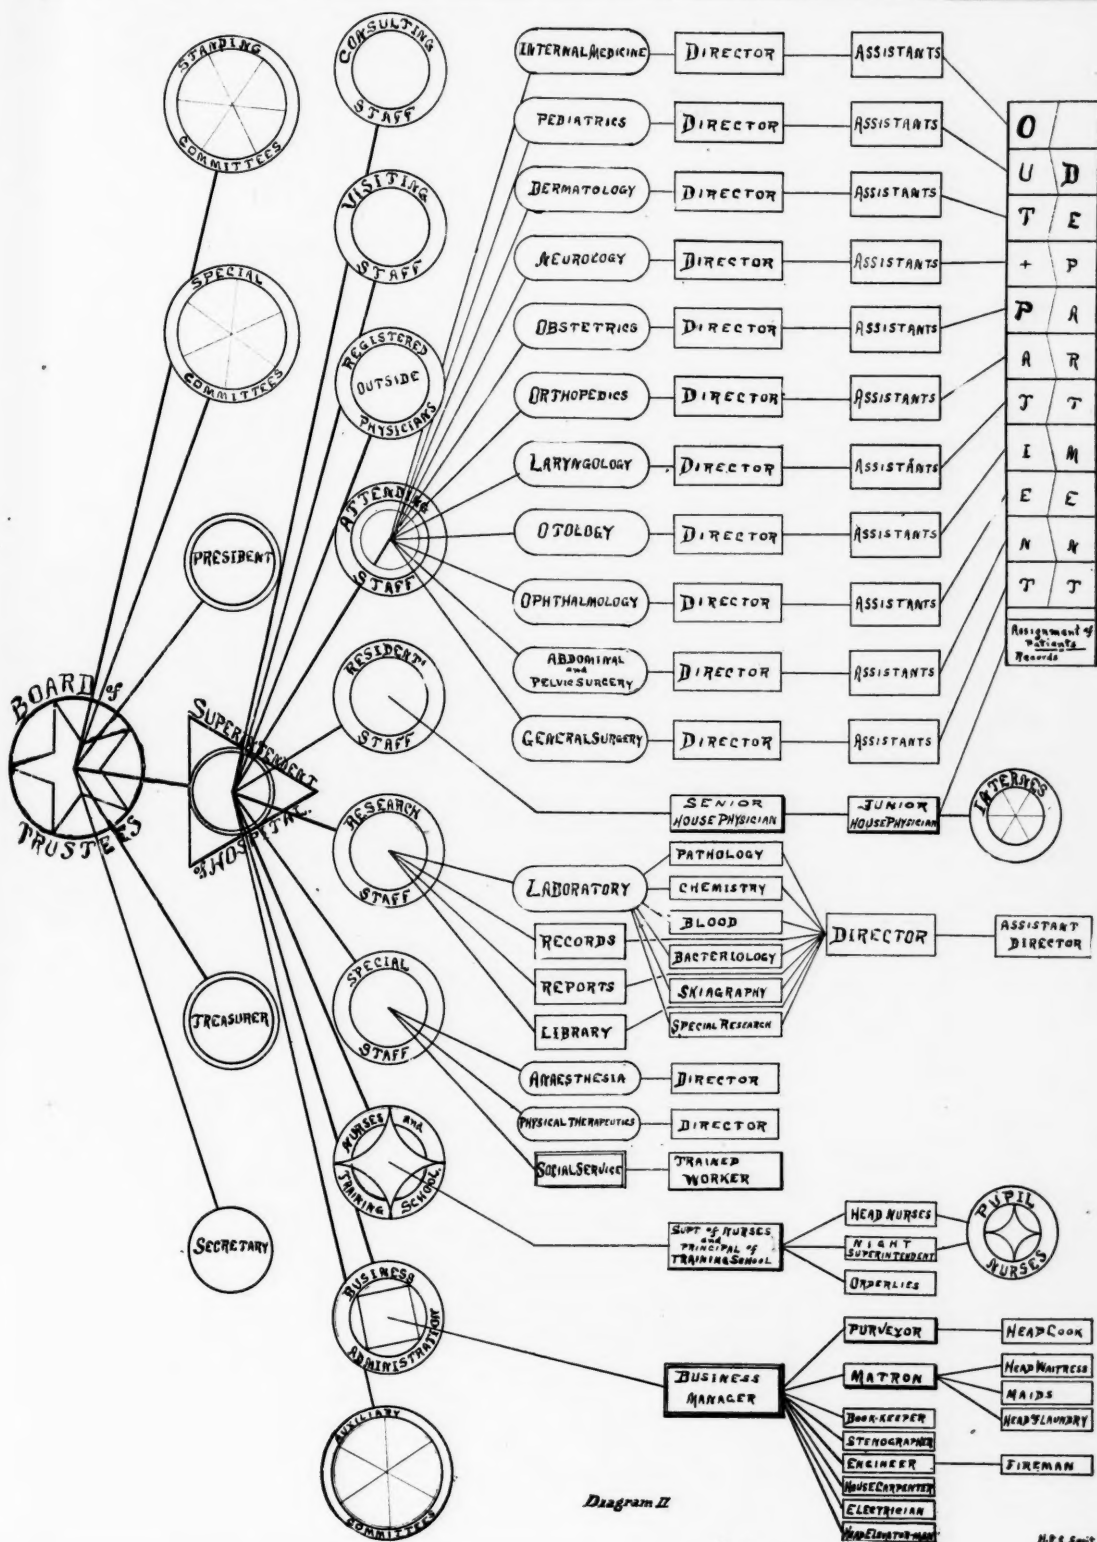 STANDING
COMMITTEES
SPECIAL
COMMITTEES
PRESIDENT
BOARD of
TRUSTEES
TREASURER
SECRETARY
SUPERINTENDENT
of HOSPITAL.
CONSULTING
STAFF
VISITING
STAFF
REGISTERED
OUTSIDE
PHYSICIANS
ATTENDING
STAFF
RESIDENT
STAFF
RESEARCH
STAFF
SPECIAL
STAFF
NURSES and
TRAINING SCHOOL.
BUSINESS
ADMINISTRATION
AUXILIARY
COMMITTEES
INTERNAL MEDICINE DIRECTOR ASSISTANTS
PEDIATRICS DIRECTOR ASSISTANTS
DERMATOLOGY DIRECTOR ASSISTANTS
NEUROLOGY DIRECTOR ASSISTANTS
OBSTETRICS DIRECTOR ASSISTANTS
ORTHOPEDICS DIRECTOR ASSISTANTS
LARYNGOLOGY DIRECTOR ASSISTANTS
OTOLOGY DIRECTOR ASSISTANTS
OPHTHALMOLOGY DIRECTOR ASSISTANTS
ABDOMINAL
and
PELVIC SURGERY
DIRECTOR ASSISTANTS
GENERAL SURGERY DIRECTOR ASSISTANTS
O
U D
T E
+ P
P A
A R
T T
I M
E E
N N
T T
Assignment of
Patients
Records
SENIOR
HOUSE PHYSICIAN
JUNIOR
HOUSE PHYSICIAN
INTERNES
LABORATORY
RECORDS
REPORTS
LIBRARY
PATHOLOGY
CHEMISTRY
BLOOD
BACTERIOLOGY
SKIAGRAPHY
SPECIAL RESEARCH
DIRECTOR
ASSISTANT
DIRECTOR
ANAESTHESIA DIRECTOR
PHYSICAL THERAPEUTICS DIRECTOR
SOCIAL SERVICE
TRAINED
WORKER
SUPT of NURSES
and
PRINCIPAL of
TRAINING SCHOOL
HEAD NURSES
NIGHT
SUPERINTENDENT
ORDERLIES
PUPIL
NURSES
BUSINESS
MANAGER
PURVEYOR HEAD COOK
MATRON
HEAD WAITRESS
MAIDS
HEAD of LAUNDRY
BOOK-KEEPER
STENOGRAPHER
ENGINEER FIREMAN
HOUSE CARPENTER
ELECTRICIAN
HEAD ELEVATOR-MAN
Diagram II